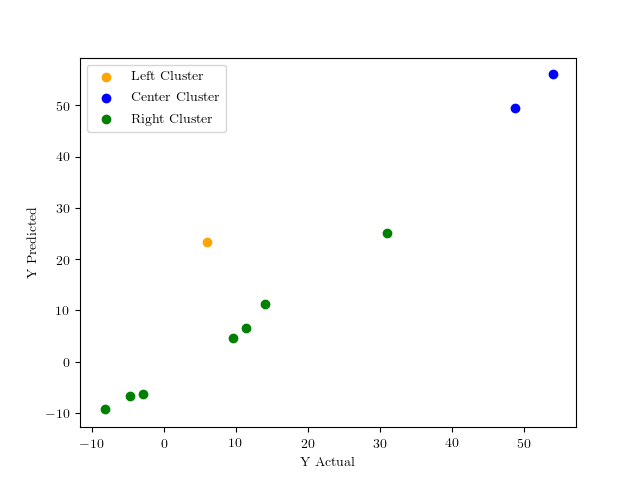 Left Cluster
Center Cluster
Right Cluster
50
40
30
20
10
0
−10
Y Predicted
−10 0 10 20 30 40 50
Y Actual